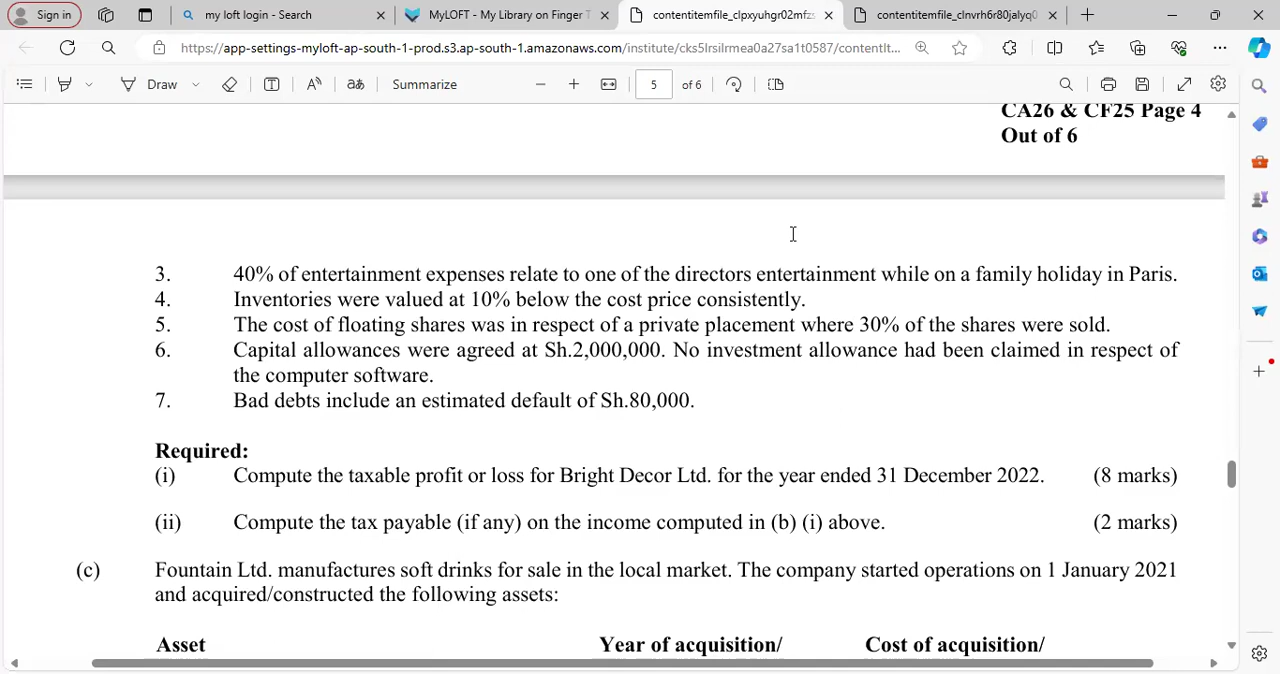 Sign in
my loft login - Search
MyLOFT - My Library on Finger T
contentitemfile_clpxyuhgr02mfzs
contentitemfile_clnvrh6r80jalyq0
https://app-settings-myloft-ap-south-1-prod.s3.ap-south-1.amazonaws.com/institute/cks5lrsilrmea0a27sa1t0587/contentIt...
Draw
aあ
Summarize
5
of 6
CA26 & CF25 Page 4
Out of 6
3. 40% of entertainment expenses relate to one of the directors entertainment while on a family holiday in Paris.
4. Inventories were valued at 10% below the cost price consistently.
5. The cost of floating shares was in respect of a private placement where 30% of the shares were sold.
6. Capital allowances were agreed at Sh.2,000,000. No investment allowance had been claimed in respect of
the computer software.
7. Bad debts include an estimated default of Sh.80,000.
Required:
(i) Compute the taxable profit or loss for Bright Decor Ltd. for the year ended 31 December 2022. (8 marks)
(ii) Compute the tax payable (if any) on the income computed in (b) (i) above. (2 marks)
(c) Fountain Ltd. manufactures soft drinks for sale in the local market. The company started operations on 1 January 2021
and acquired/constructed the following assets:
Asset Year of acquisition/ Cost of acquisition/